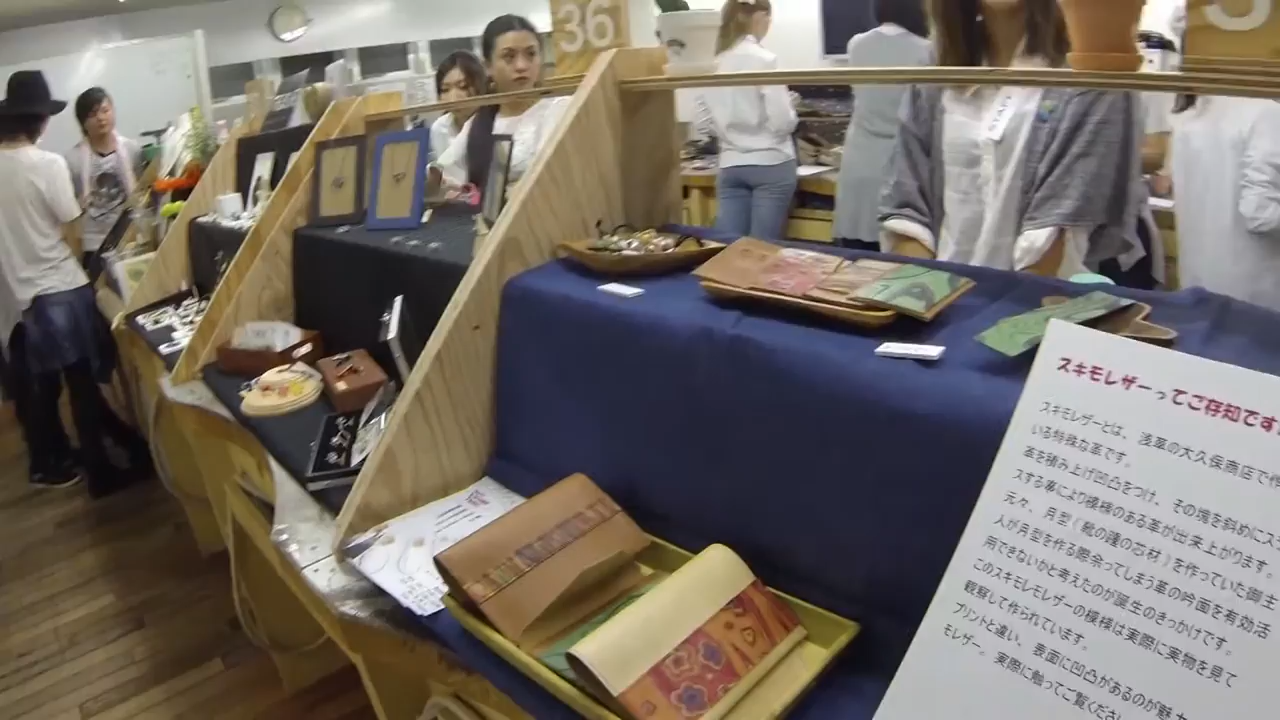 36
STAFF
スキモレザーってご存知です
スキモレザーとは、浅草の大久保商店で作
いる特殊な革です。
革を積み上げ凹凸をつけ、その塊を斜めにス
スする事により模様のある革が出来上がります。
元々、月型(靴の踵の芯材)を作っていた御主
人が月型を作る際余ってしまう革の吟面を有効活
用できないかと考えたのが誕生のきっかけです。
このスキモレザーの模様は実際に実物を見て
観察して作られています。
プリントと違い、表面に凹凸があるのが魅力
モレザー。実際に触ってご覧くださ